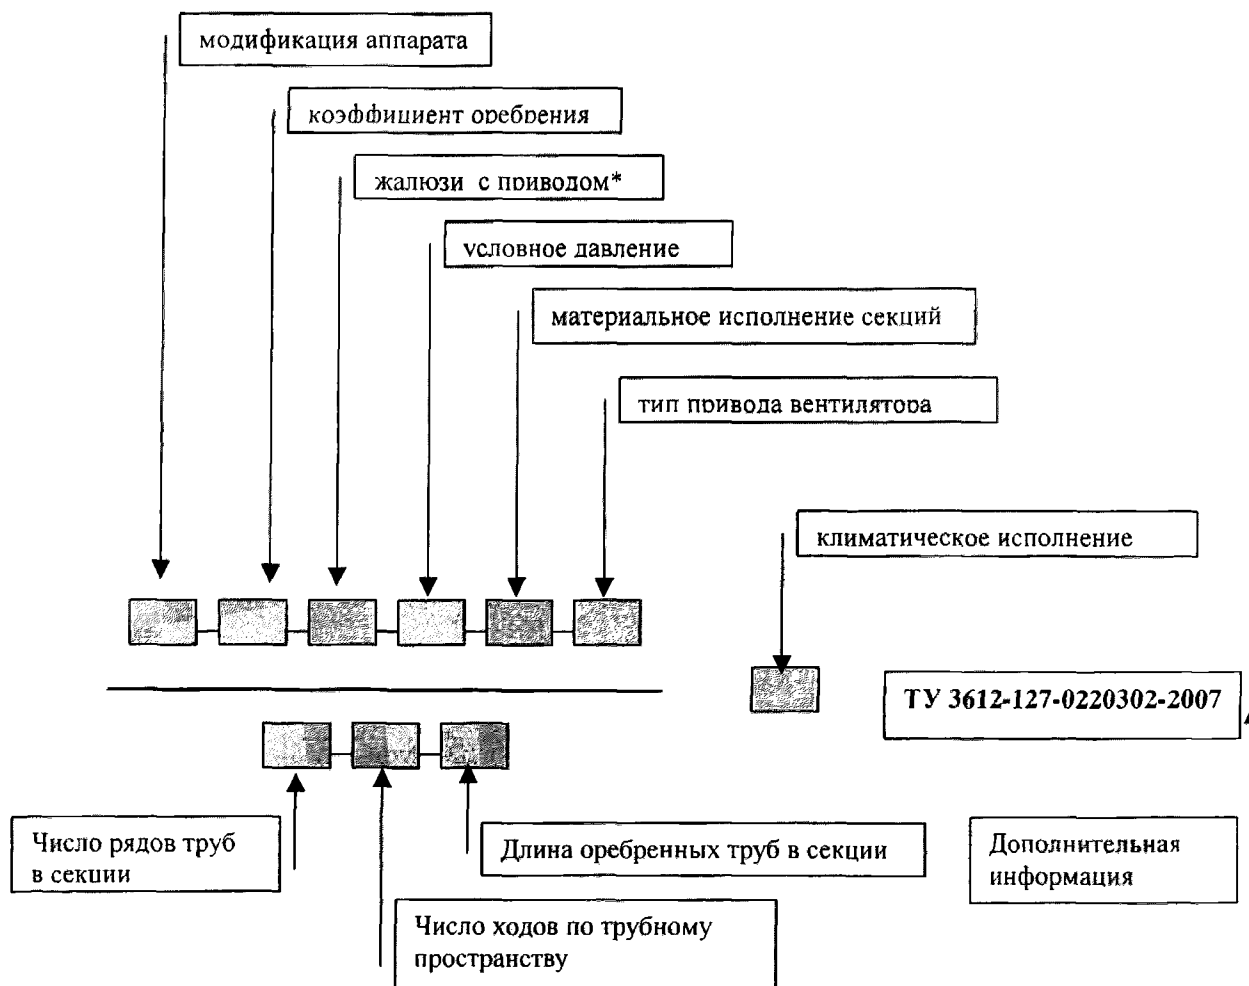 модификация аппарата
коэффициент оребрения
жалюзи с приводом*
условное давление
материальное исполнение секций
тип привода вентилятора
климатическое исполнение
ТУ 3612-127-0220302-2007
Число рядов труб
в секции
Длина оребренных труб в секции
Дополнительная
информация
Число ходов по трубному
пространству